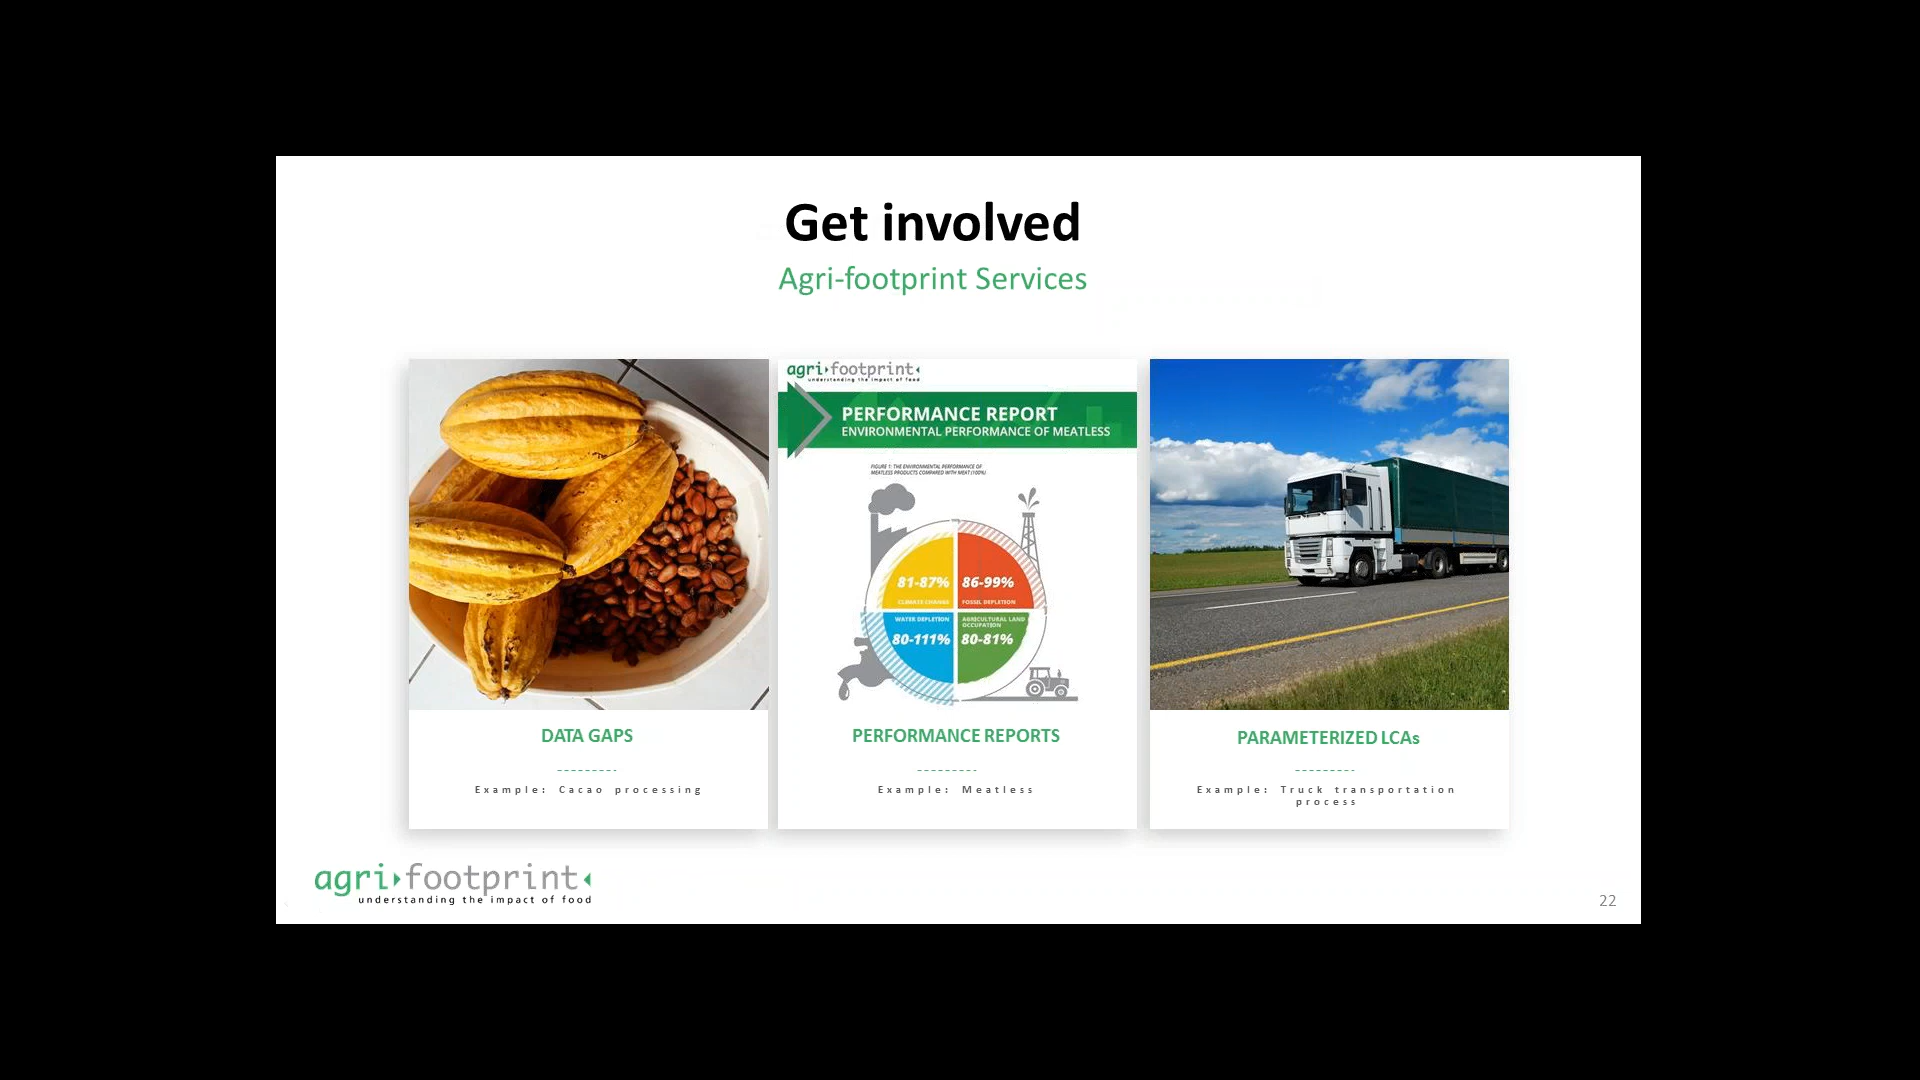 Get involved
Agri-footprint Services
agri footprint
understanding the impact of food
PERFORMANCE REPORT
ENVIRONMENTAL PERFORMANCE OF MEATLESS
FIGURE 1: THE ENVIRONMENTAL PERFORMANCE OF
MEATLESS PRODUCTS COMPARED WITH MEAT (100%)
81-87%
CLIMATE CHANGE
86-99%
FOSSIL DEPLETION
WATER DEPLETION
80-111%
AGRICULTURAL LAND
OCCUPATION
80-81%
DATA GAPS
Example: Cacao processing
PERFORMANCE REPORTS
Example: Meatless
PARAMETERIZED LCAs
Example: Truck transportation
process
agri footprint
understanding the impact of food
22